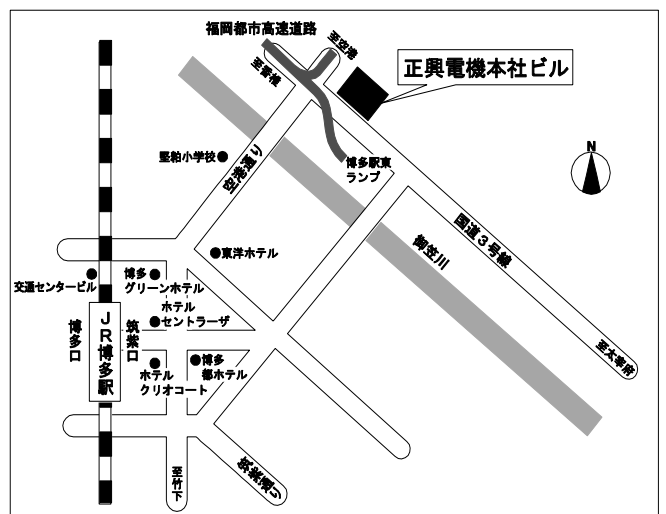 福岡都市高速道路
至空港
至香椎
正興電機本社ビル
堅粕小学校
空港通り
博多駅東
ランプ
N
国道3号線
御笠川
東洋ホテル
交通センタービル
博多
グリーンホテル
ホテル
セントラーザ
博多口
JR博多駅
筑紫口
ホテル
クリオコート
博多
都ホテル
至太宰府
筑紫通り
至竹下